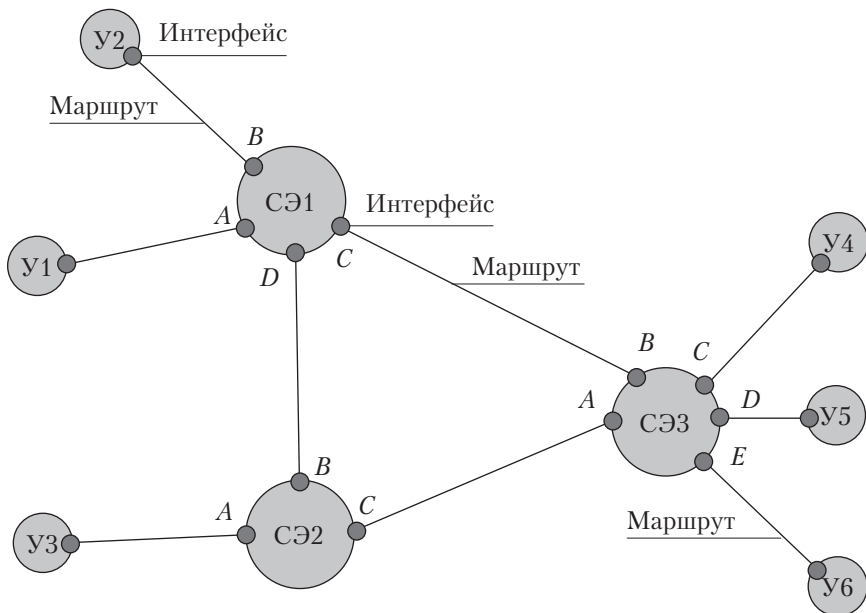 У2
Интерфейс
Маршрут
B
СЭ1
A
Интерфейс
C
D
У1
Маршрут
У4
B
C
A
СЭ3
D
У5
E
B
A
C
СЭ2
У3
Маршрут
У6